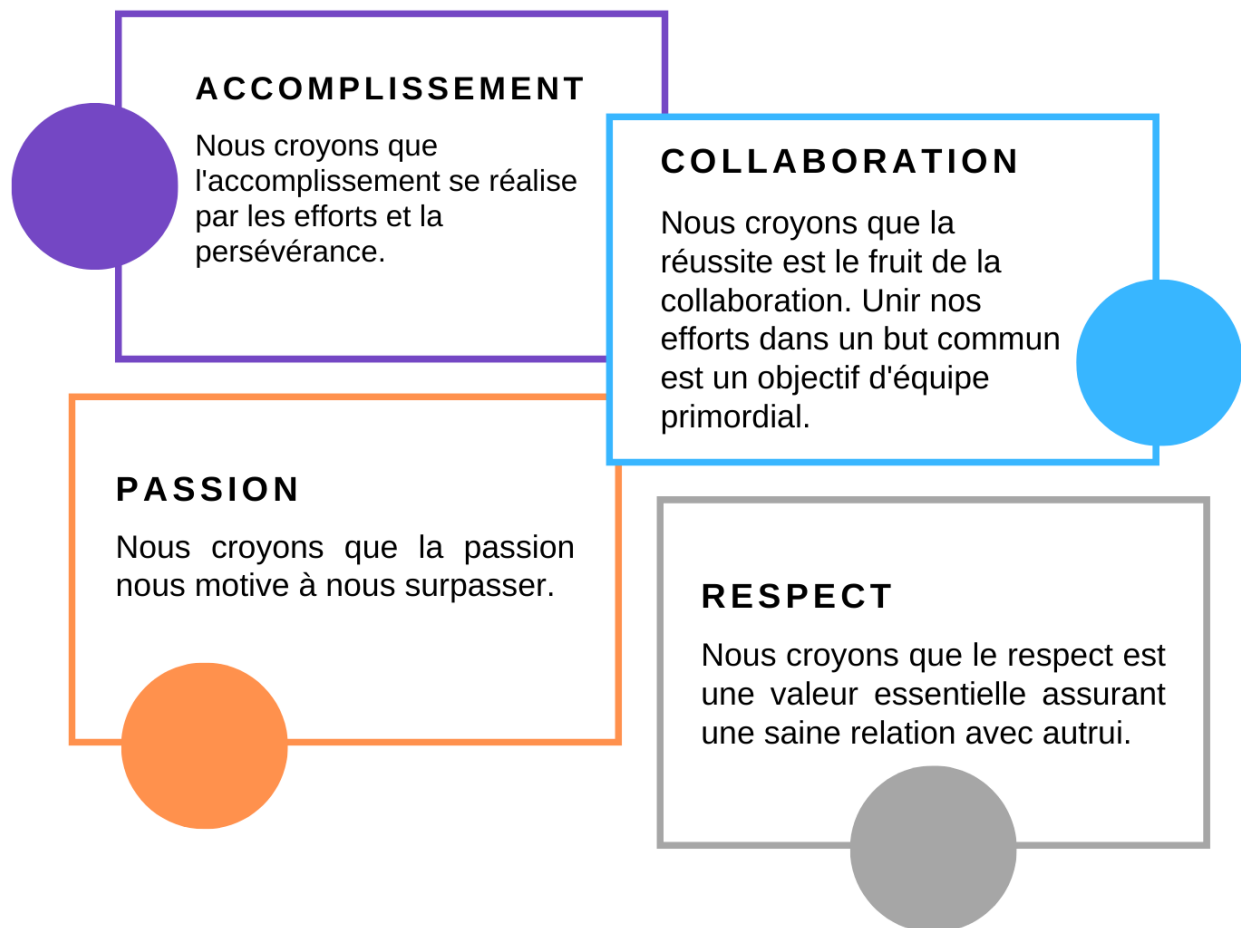 ACCOMPLISSEMENT
Nous croyons que
l'accomplissement se réalise
par les efforts et la
persévérance.
COLLABORATION
Nous croyons que la
réussite est le fruit de la
collaboration. Unir nos
efforts dans un but commun
est un objectif d'équipe
primordial.
PASSION
Nous croyons que la passion
nous motive à nous surpasser.
RESPECT
Nous croyons que le respect est
une valeur essentielle assurant
une saine relation avec autrui.